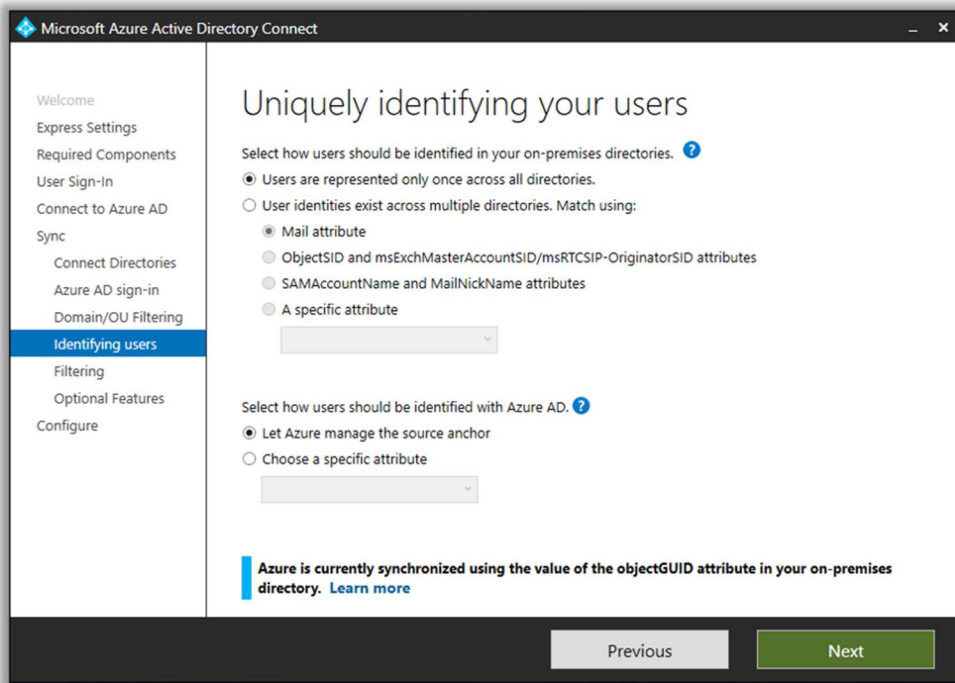 Microsoft Azure Active Directory Connect
Welcome
Express Settings
Required Components
User Sign-In
Connect to Azure AD
Sync
Connect Directories
Azure AD sign-in
Domain/OU Filtering
Identifying users
Filtering
Optional Features
Configure
Uniquely identifying your users
Select how users should be identified in your on-premises directories. ?
Users are represented only once across all directories.
User identities exist across multiple directories. Match using:
Mail attribute
ObjectSID and msExchMasterAccountSID/msRTCSIP-OriginatorSID attributes
SAMAccountName and MailNickName attributes
A specific attribute
Select how users should be identified with Azure AD. ?
Let Azure manage the source anchor
Choose a specific attribute
Azure is currently synchronized using the value of the objectGUID attribute in your on-premises
directory. Learn more
Previous
Next